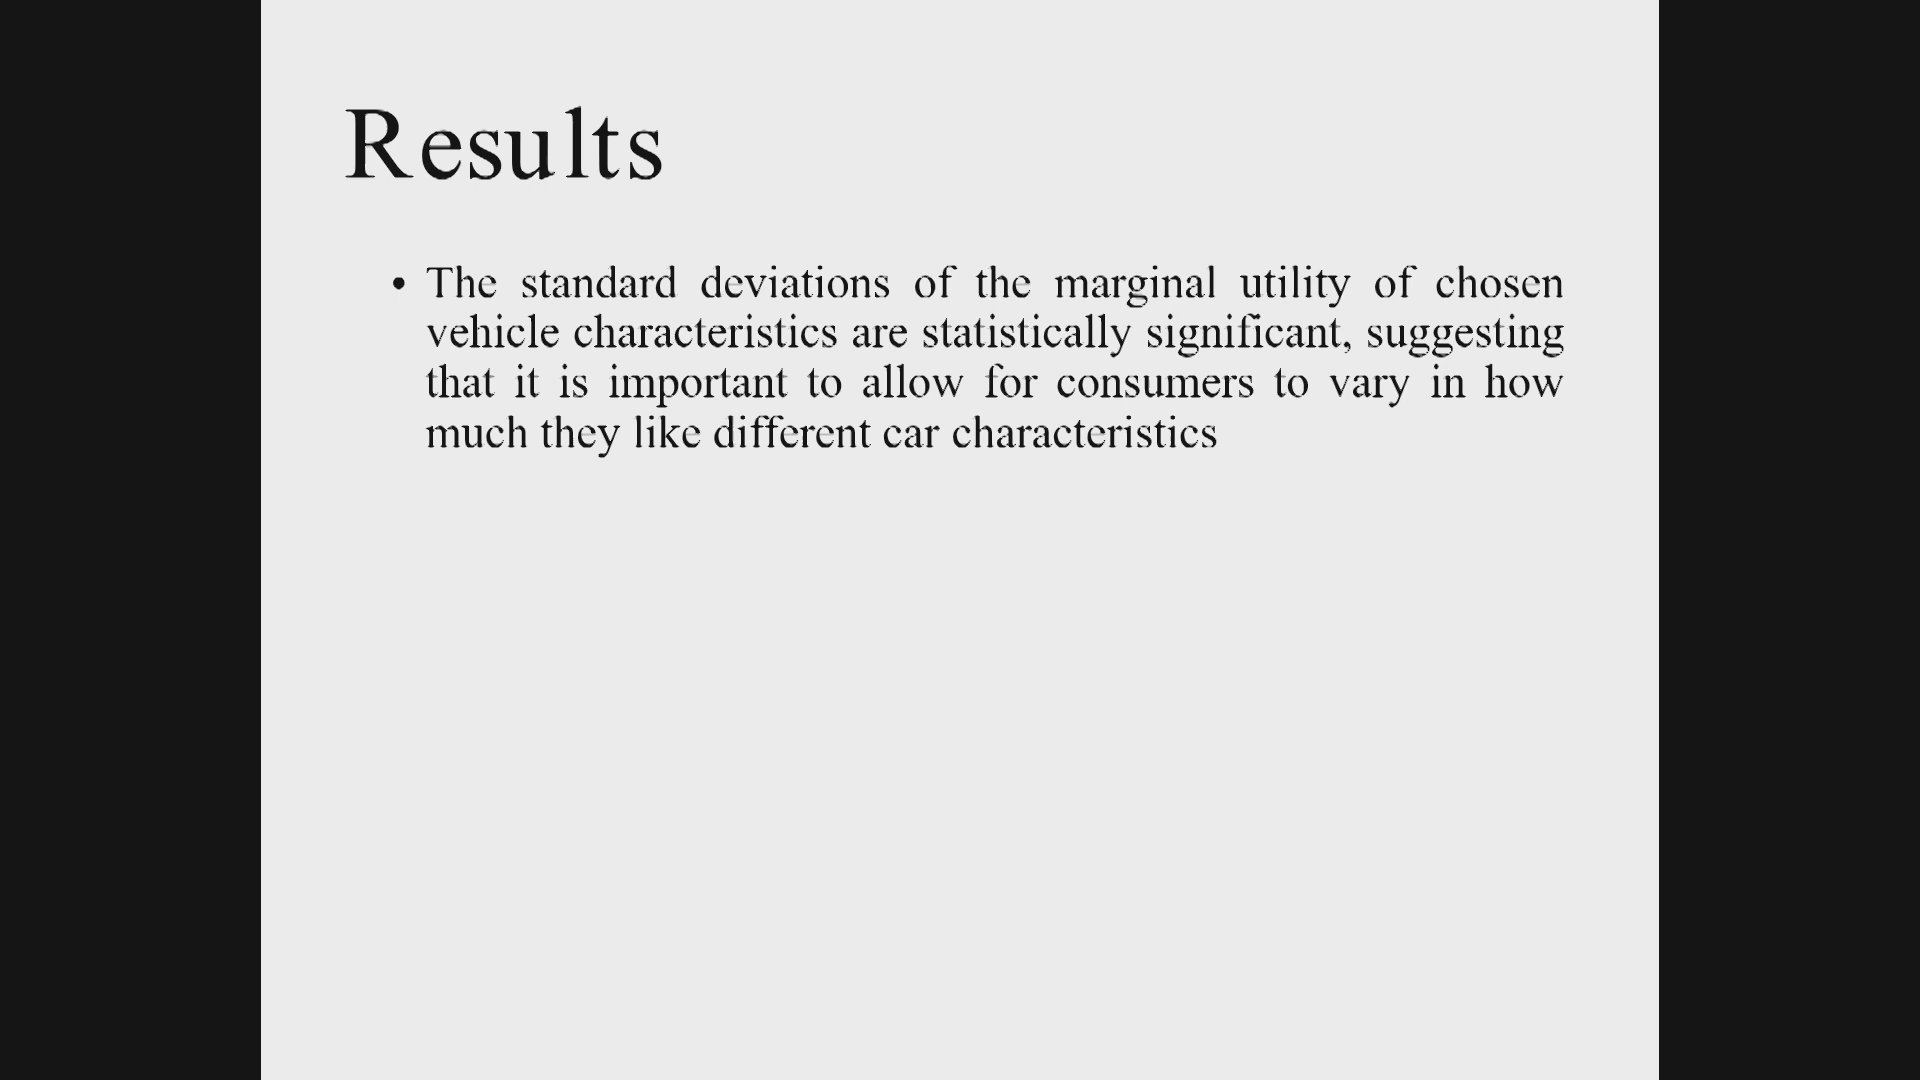 Results
• The standard deviations of the marginal utility of chosen
vehicle characteristics are statistically significant, suggesting
that it is important to allow for consumers to vary in how
much they like different car characteristics